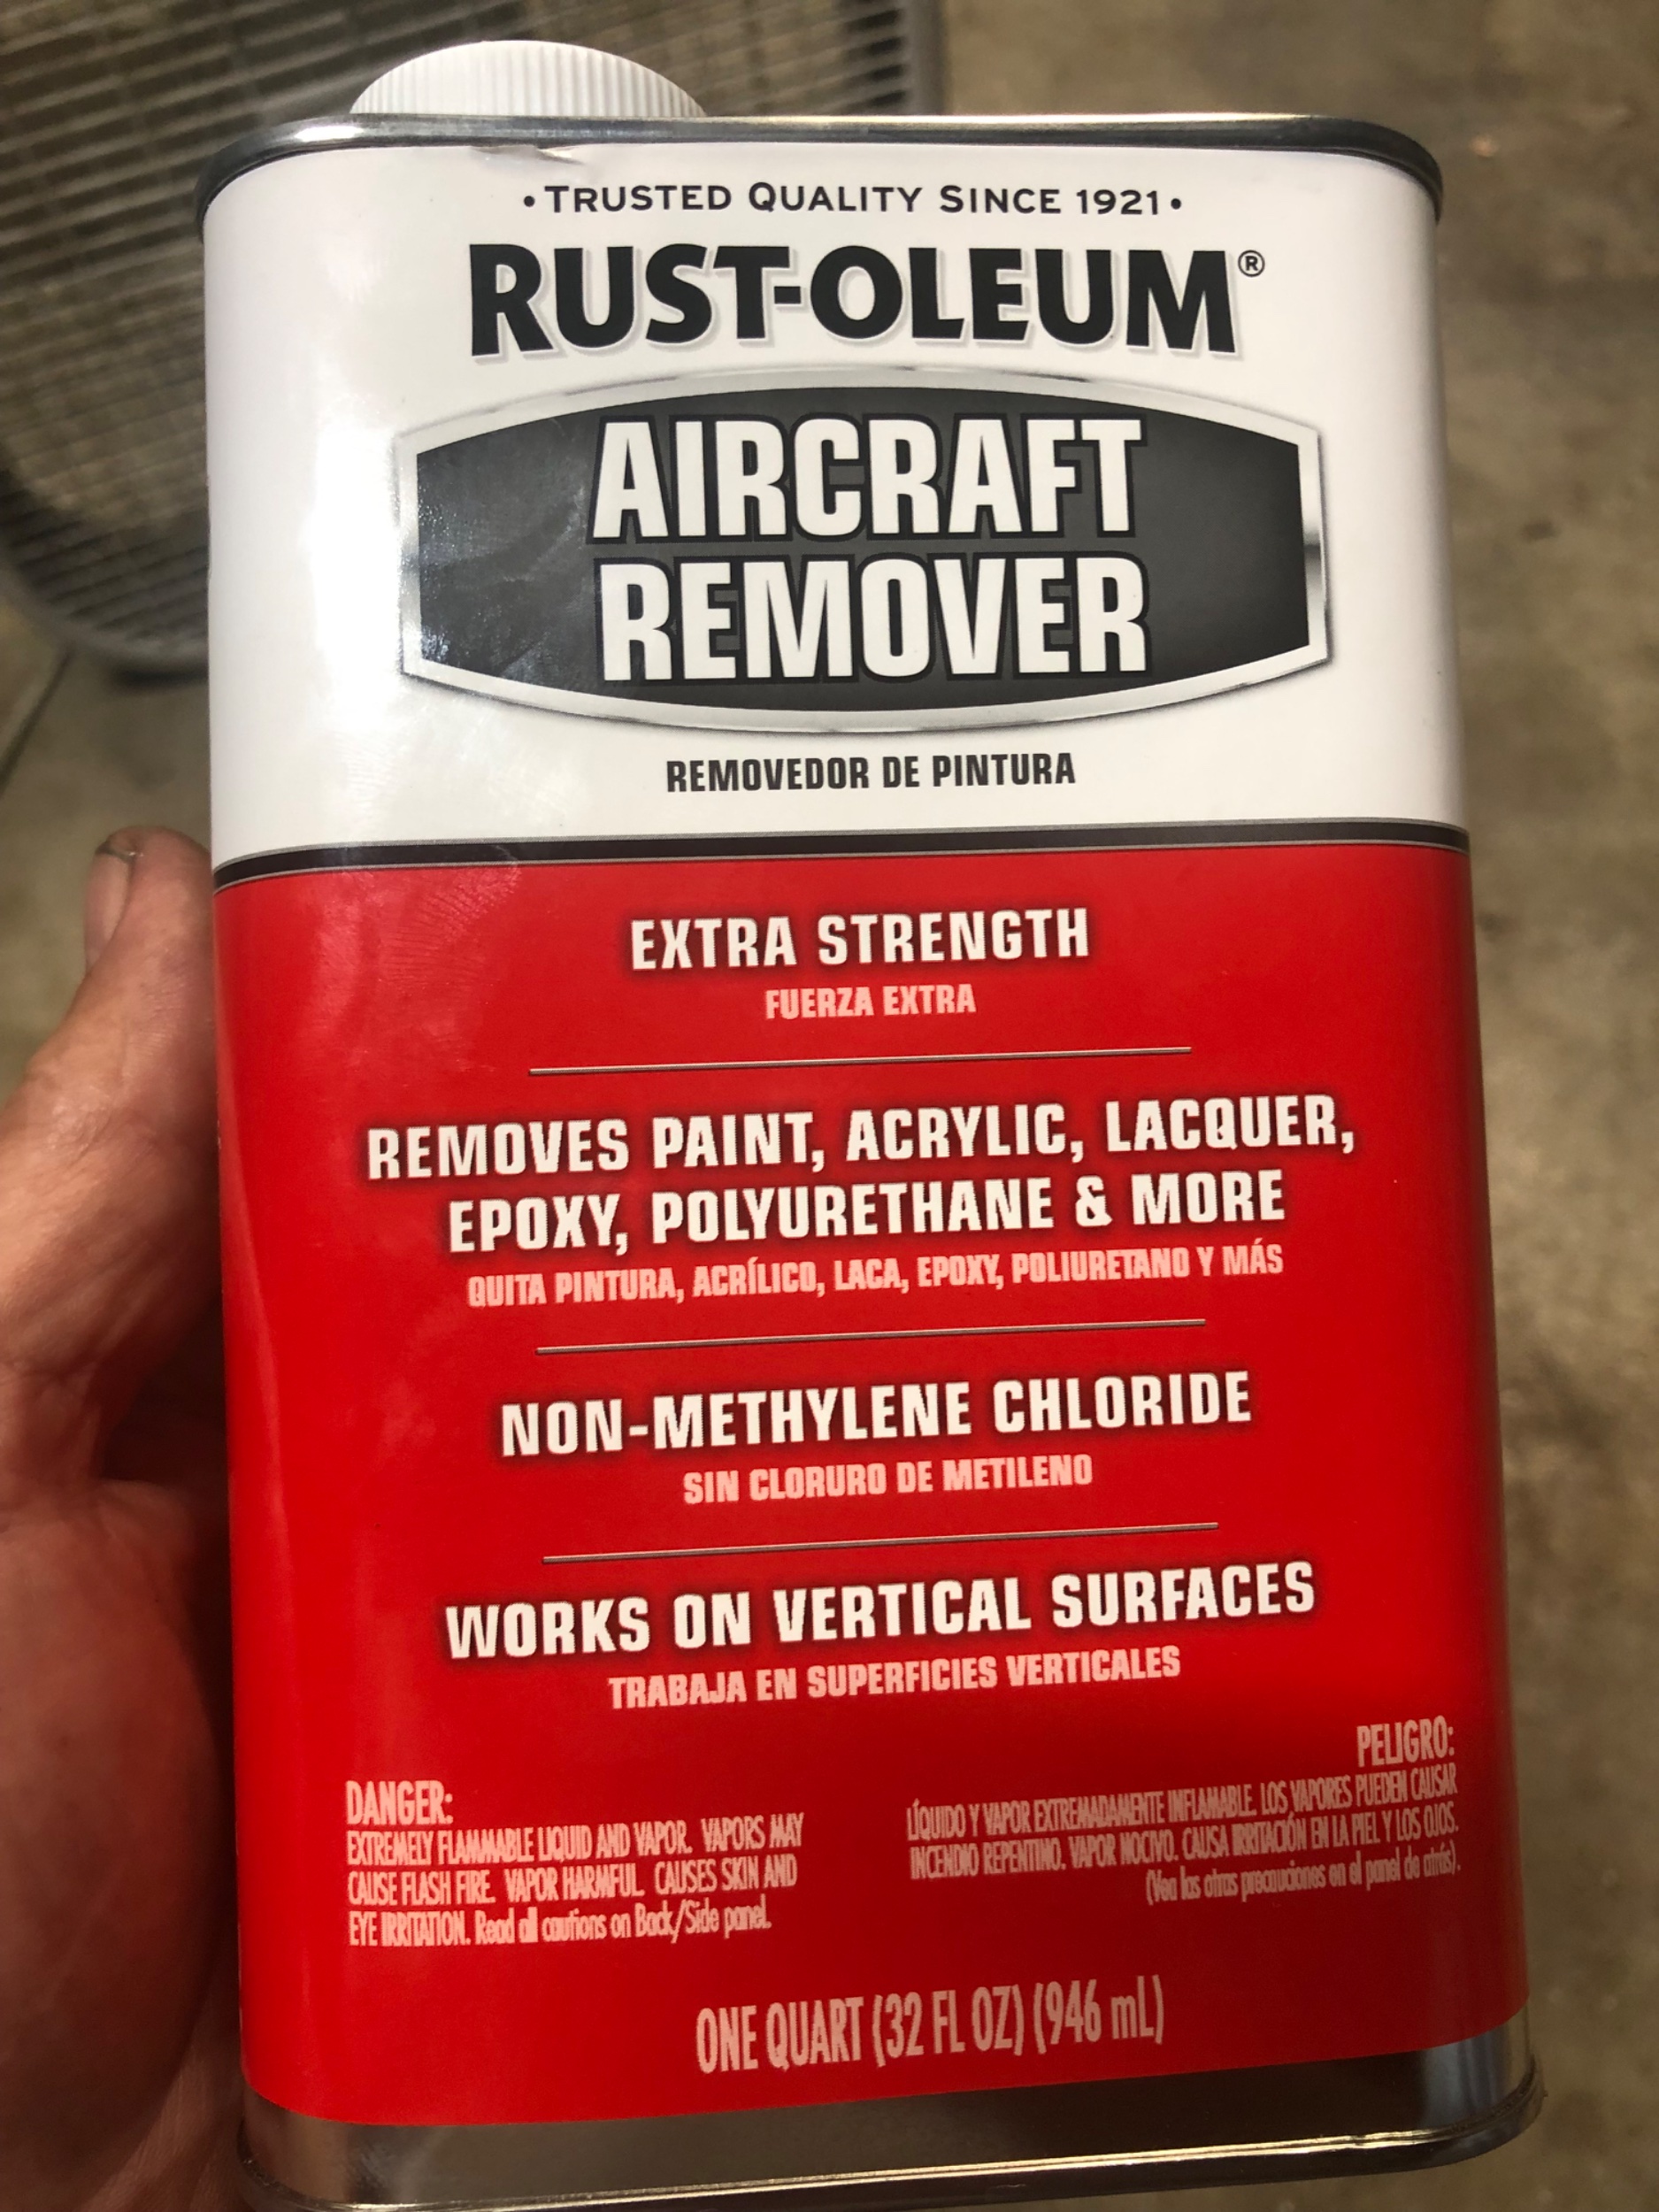 • TRUSTED QUALITY SINCE 1921 •
RUST-OLEUM®
AIRCRAFT
REMOVER
REMOVEDOR DE PINTURA
EXTRA STRENGTH
FUERZA EXTRA
REMOVES PAINT, ACRYLIC, LACQUER,
EPOXY, POLYURETHANE & MORE
QUITA PINTURA, ACRÍLICO, LACA, EPOXY, POLIURETANO Y MÁS
NON-METHYLENE CHLORIDE
SIN CLORURO DE METILENO
WORKS ON VERTICAL SURFACES
TRABAJA EN SUPERFICIES VERTICALES
DANGER:
EXTREMELY FLAMMABLE LIQUID AND VAPOR. VAPORS MAY
CAUSE FLASH FIRE. VAPOR HARMFUL. CAUSES SKIN AND
EYE IRRITATION. Read all cautions on Back/Side panel.
PELIGRO:
LÍQUIDO Y VAPOR EXTREMADAMENTE INFLAMABLE. LOS VAPORES PUEDEN CAUSAR
INCENDIO REPENTINO. VAPOR NOCIVO. CAUSA IRRITACIÓN EN LA PIEL Y LOS OJOS.
(Vea las otras precauciones en el panel de atrás).
ONE QUART (32 FL OZ) (946 mL)